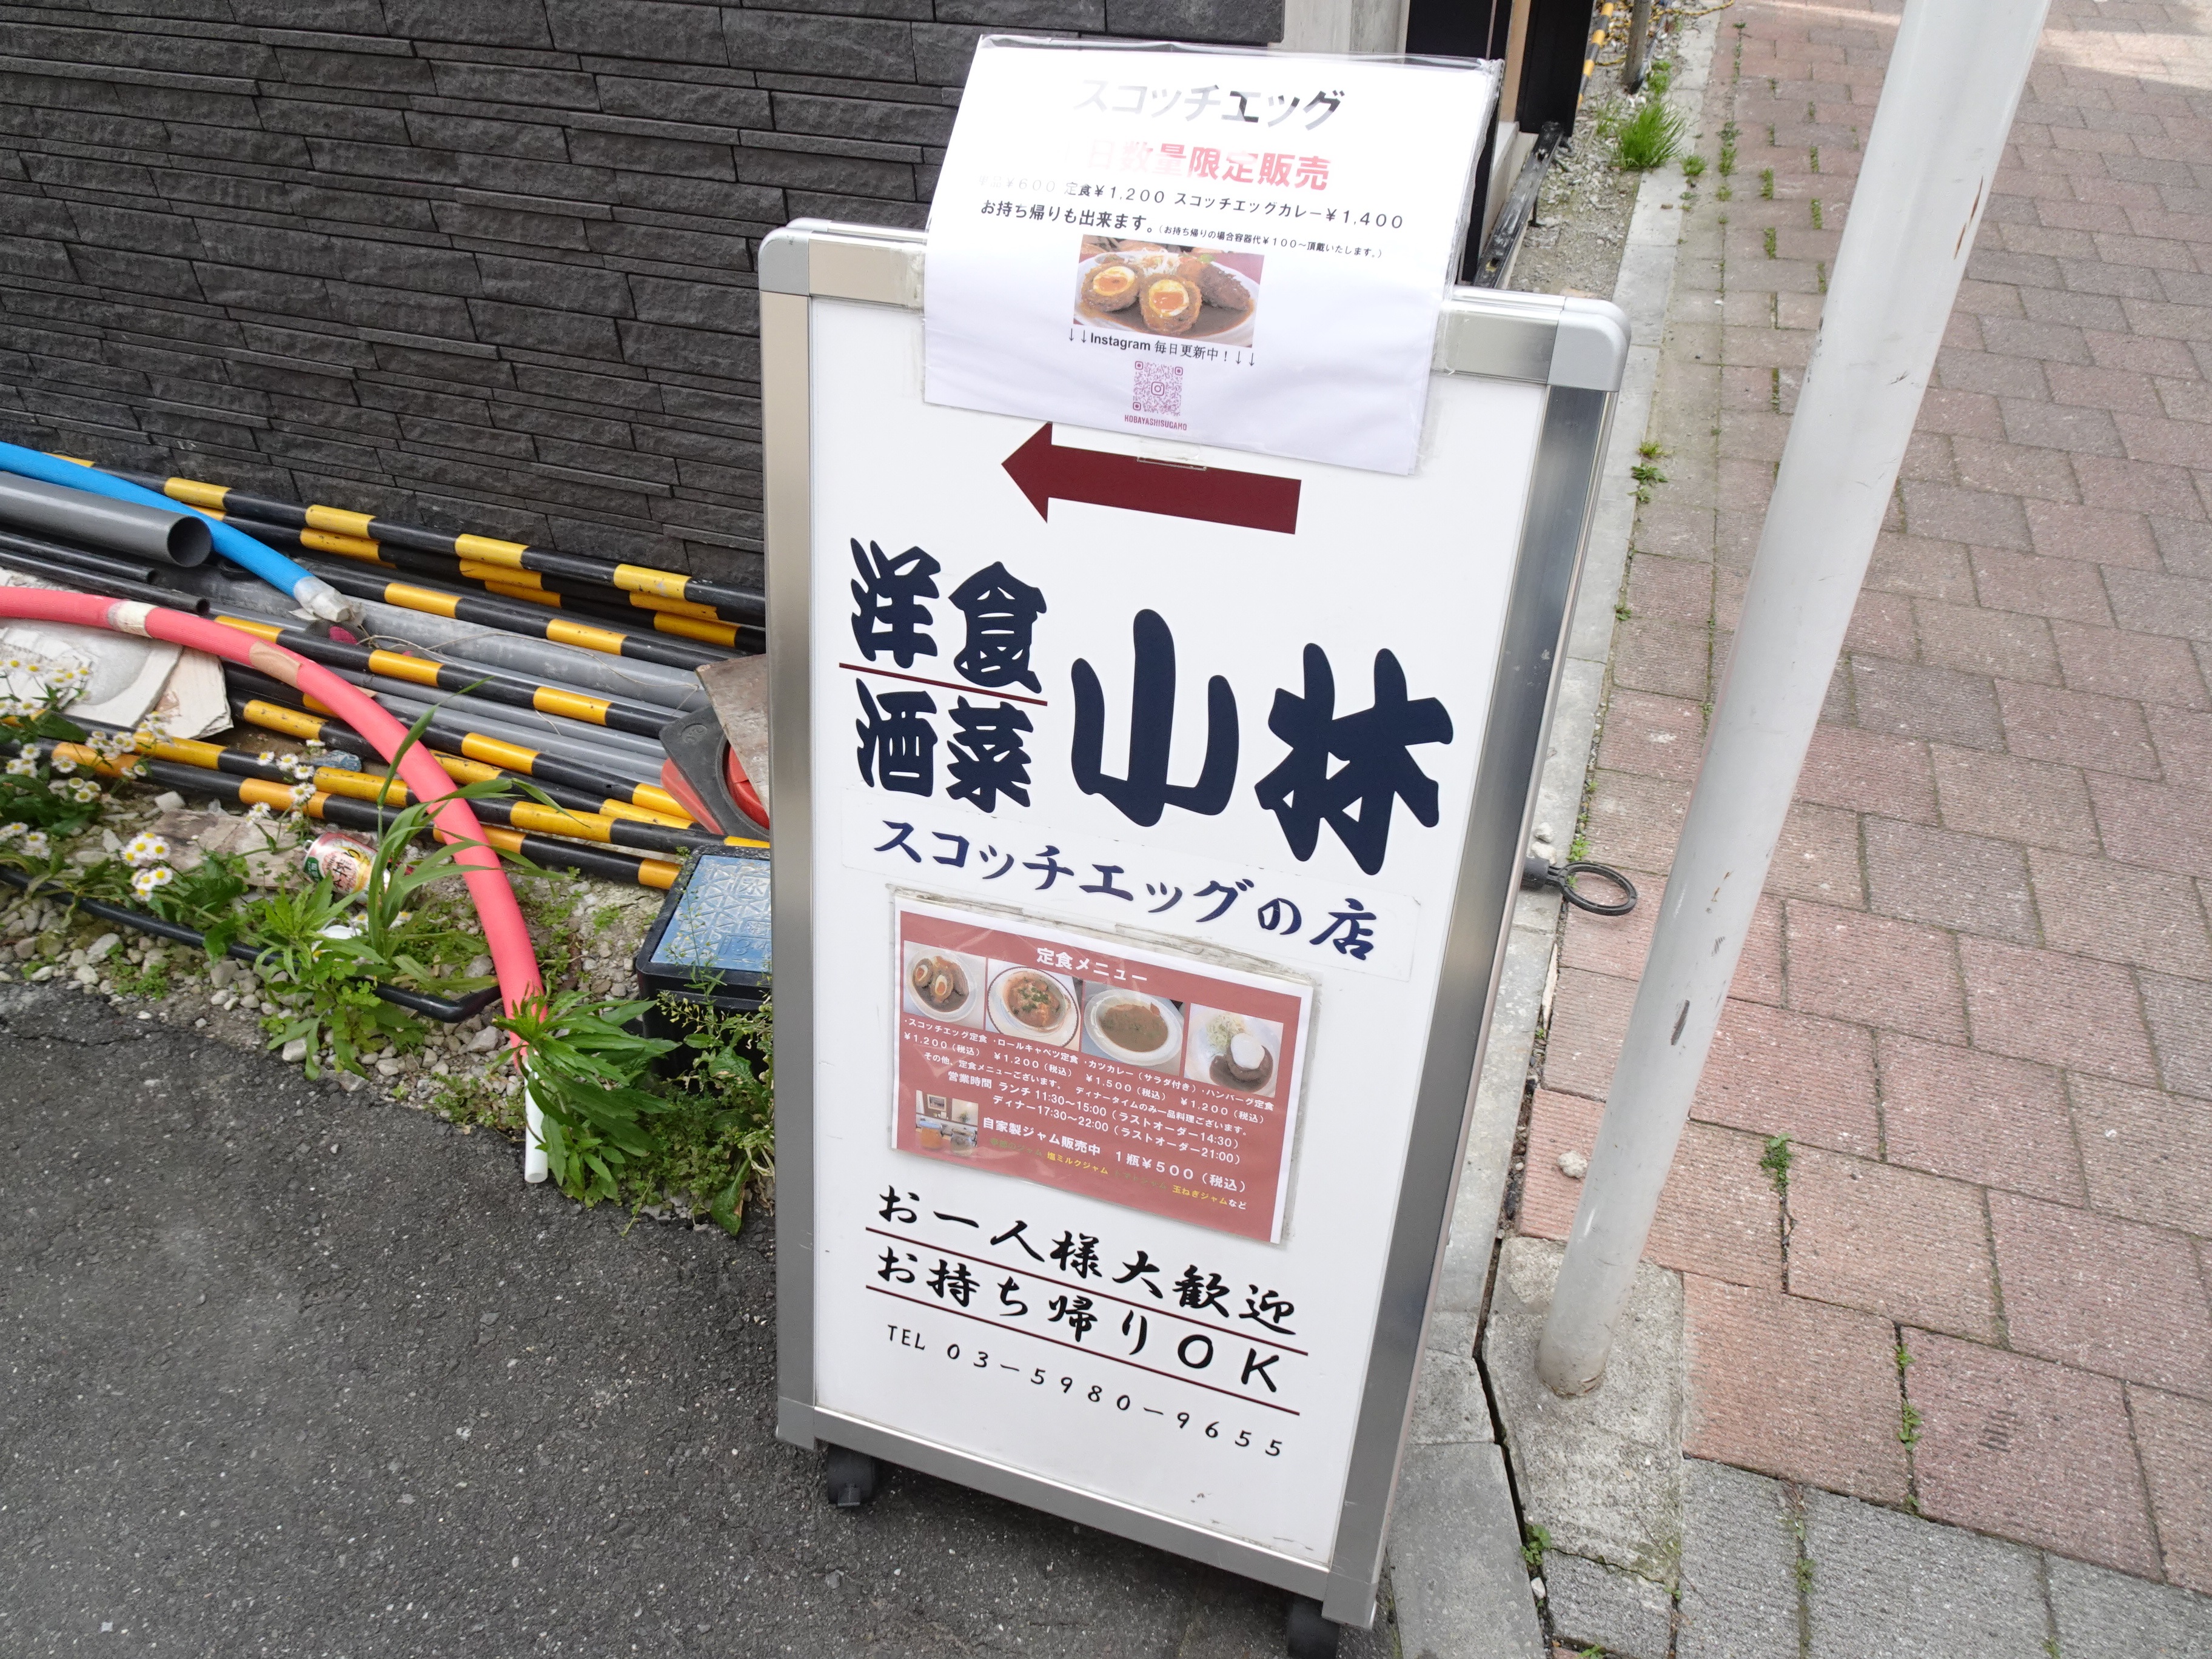 スコッチエッグ
日数量限定販売
¥600 定食¥1.200 スコッチエッグカレー¥1.400
お持ち帰りも出来ます。(お持ち帰りの場合容器代¥100～頂戴いたします。)
↓↓Instagram 毎日更新中！↓↓
KOBAYASHISUGAMO
洋食
酒菜
小林
スコッチエッグの店
定食メニュー
・スコッチエッグ定食 ・ロールキャベツ定食 ・カツカレー（サラダ付き）・ハンバーグ定食
¥1.200（税込） ¥1.200（税込） ¥1.500（税込） ¥1.200（税込）
その他、定食メニューございます。 ディナータイムのみ一品料理ございます。
営業時間 ランチ 11:30～15:00（ラストオーダー14:30）
ディナー17:30～22:00（ラストオーダー21:00）
自家製ジャム販売中 1瓶¥500（税込）
塩ミルクジャム 玉ねぎジャムなど
お一人様大歓迎
お持ち帰りOK
TEL 03-5980-9655